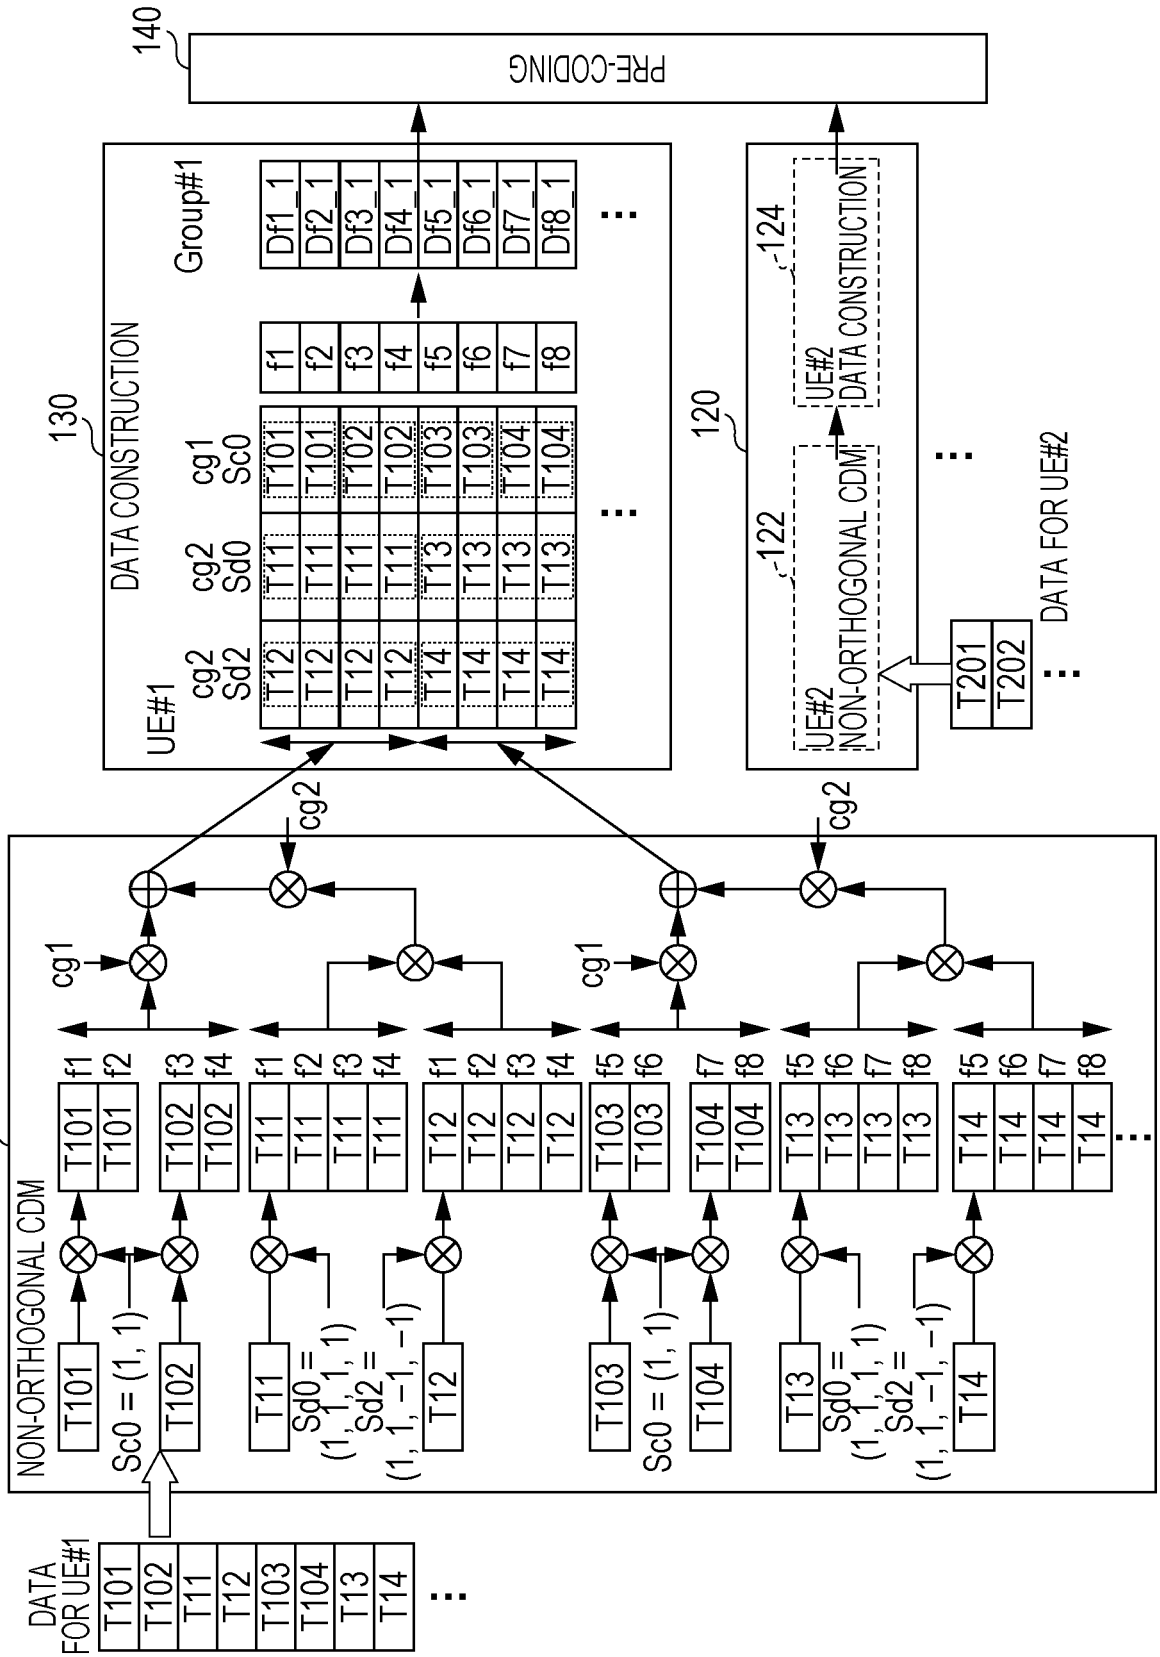 DATA
FOR UE#1
T101
T102
T11
T12
T103
T104
T13
T14
...
NON-ORTHOGONAL CDM
T101
Sc0 = (1, 1)
T102
T11
Sd0 =
(1, 1, 1, 1)
Sd2 =
(1, 1, −1, −1)
T12
T103
Sc0 = (1, 1)
T104
T13
Sd0 =
(1, 1, 1, 1)
Sd2 =
(1, 1, −1, −1)
T14
T101 f1
T101 f2
T102 f3
T102 f4
T11 f1
T11 f2
T11 f3
T11 f4
T12 f1
T12 f2
T12 f3
T12 f4
T103 f5
T103 f6
T104 f7
T104 f8
T13 f5
T13 f6
T13 f7
T13 f8
T14 f5
T14 f6
T14 f7
T14 f8
...
cg1
cg2
cg1
cg2
130
DATA CONSTRUCTION
UE#1
cg2 cg2 cg1
Sd2 Sd0 Sc0
Group#1
T12 T11 T101 f1 Df1_1
T12 T11 T101 f2 Df2_1
T12 T11 T102 f3 Df3_1
T12 T11 T102 f4 Df4_1
T14 T13 T103 f5 Df5_1
T14 T13 T103 f6 Df6_1
T14 T13 T104 f7 Df7_1
T14 T13 T104 f8 Df8_1
... ...
120
122
UE#2
NON-ORTHOGONAL CDM
124
UE#2
DATA CONSTRUCTION
...
T201
T202
...
DATA FOR UE#2
140
PRE-CODING